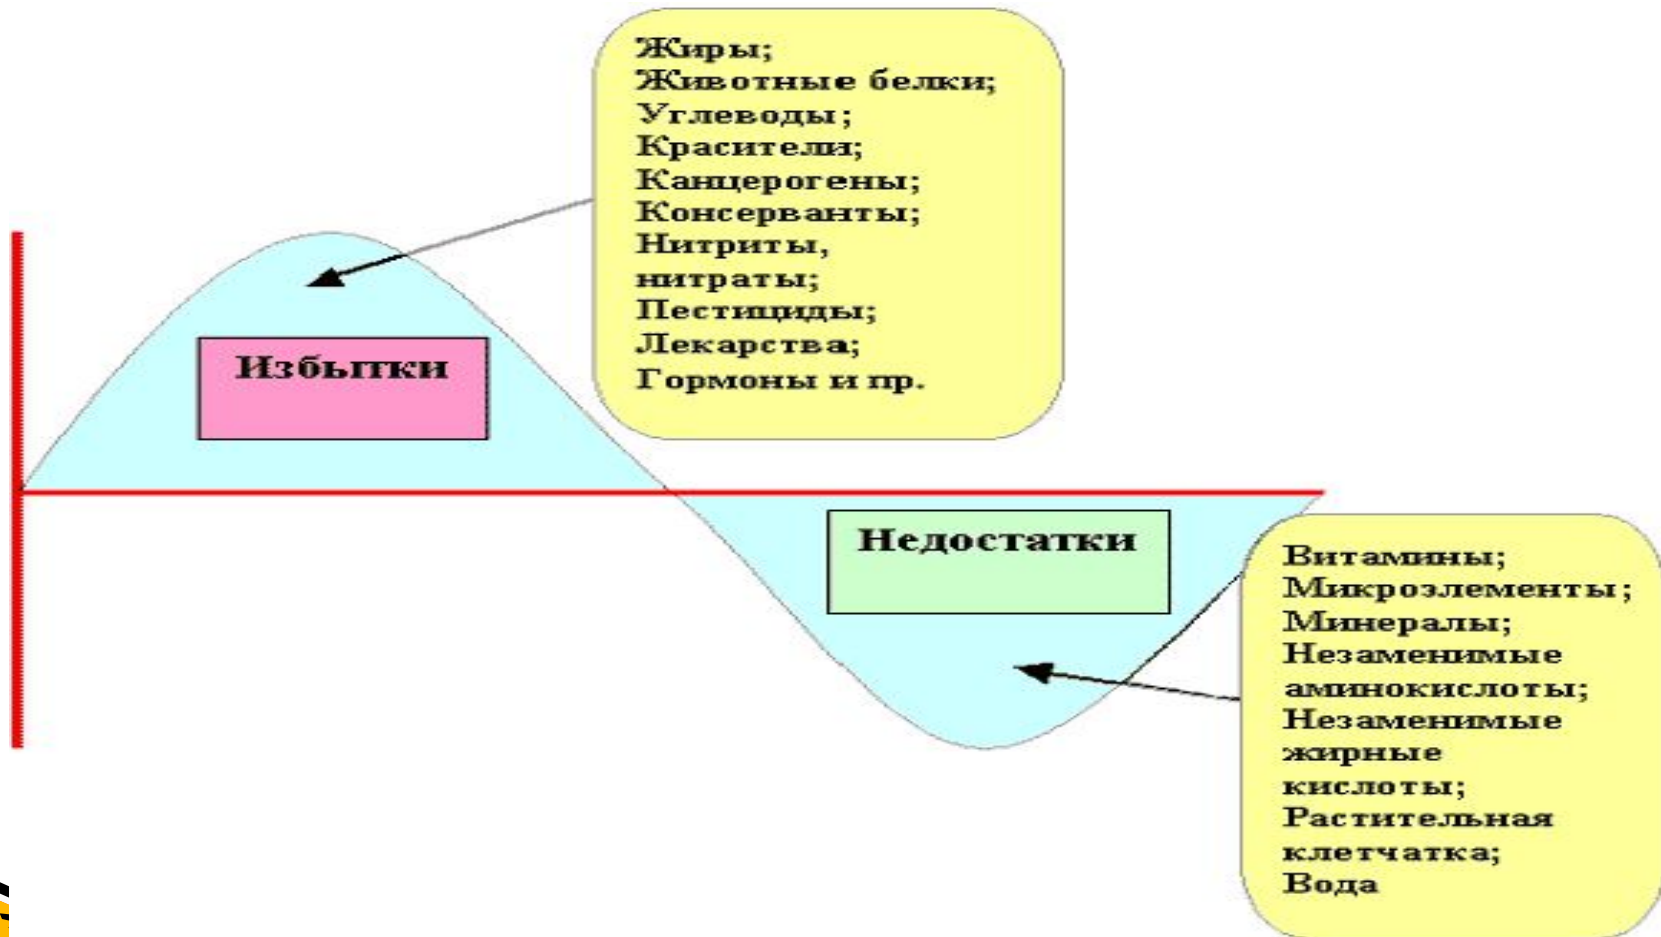 Жиры;
Животные белки;
Углеводы;
Красители;
Канцерогены;
Консерванты;
Нитриты,
нитраты;
Пестициды;
Лекарства;
Гормоны и пр.
Избытки
Недостатки
Витамины;
Микроэлементы;
Минералы;
Незаменимые
аминокислоты;
Незаменимые
жирные
кислоты;
Растительная
клетчатка;
Вода